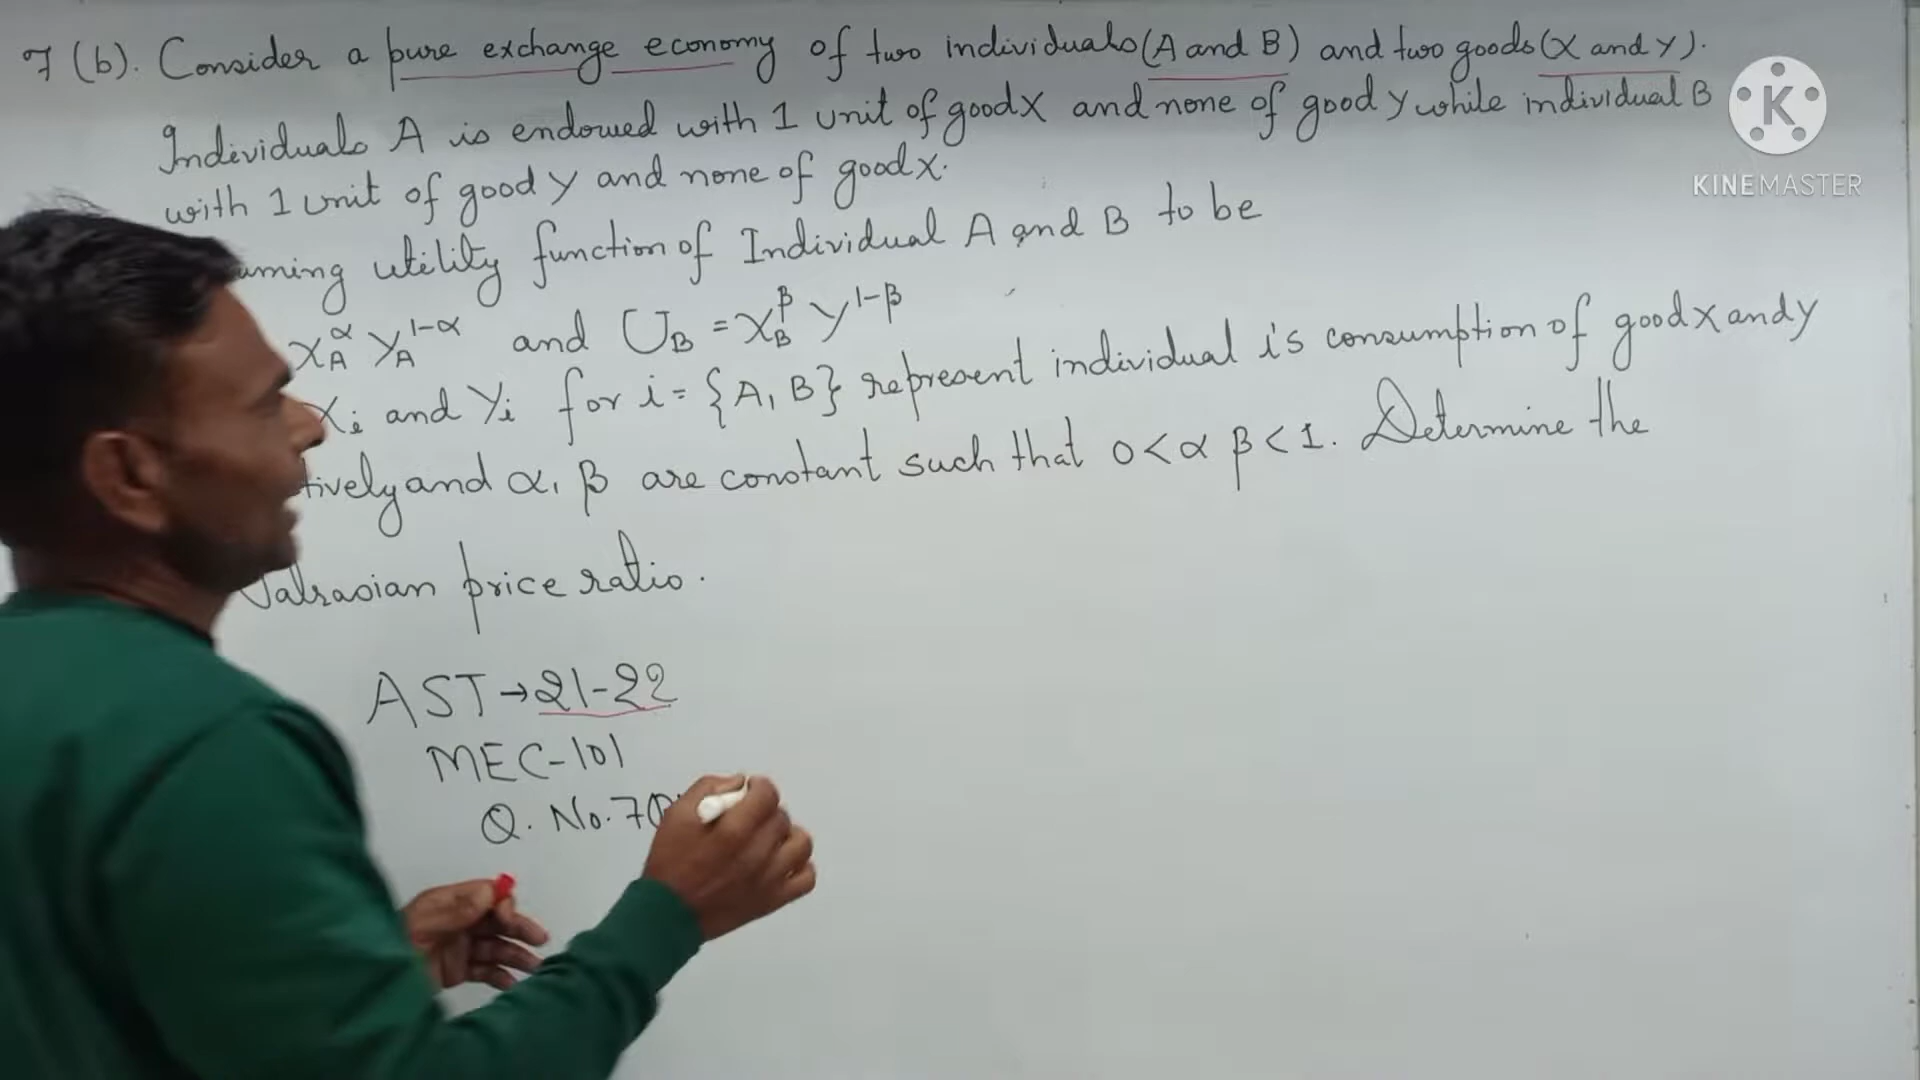 7 (b). Consider a pure exchange economy of two individuals (A and B) and two goods (X and Y).
Individuals A is endowed with 1 unit of good X and none of good Y while individual B
with 1 unit of good Y and none of good X.
uming utility function of Individual A and B to be
X_A^α Y_A^{1-α} and U_B = X_B^β Y^{1-β}
X_i and Y_i for i = {A, B} represent individual i's consumption of good X and Y
tively and α, β are constant such that 0 < α β < 1. Determine the
alrasian price ratio.
AST → 21-22
MEC-101
Q. No. 7(
K
KINEMASTER